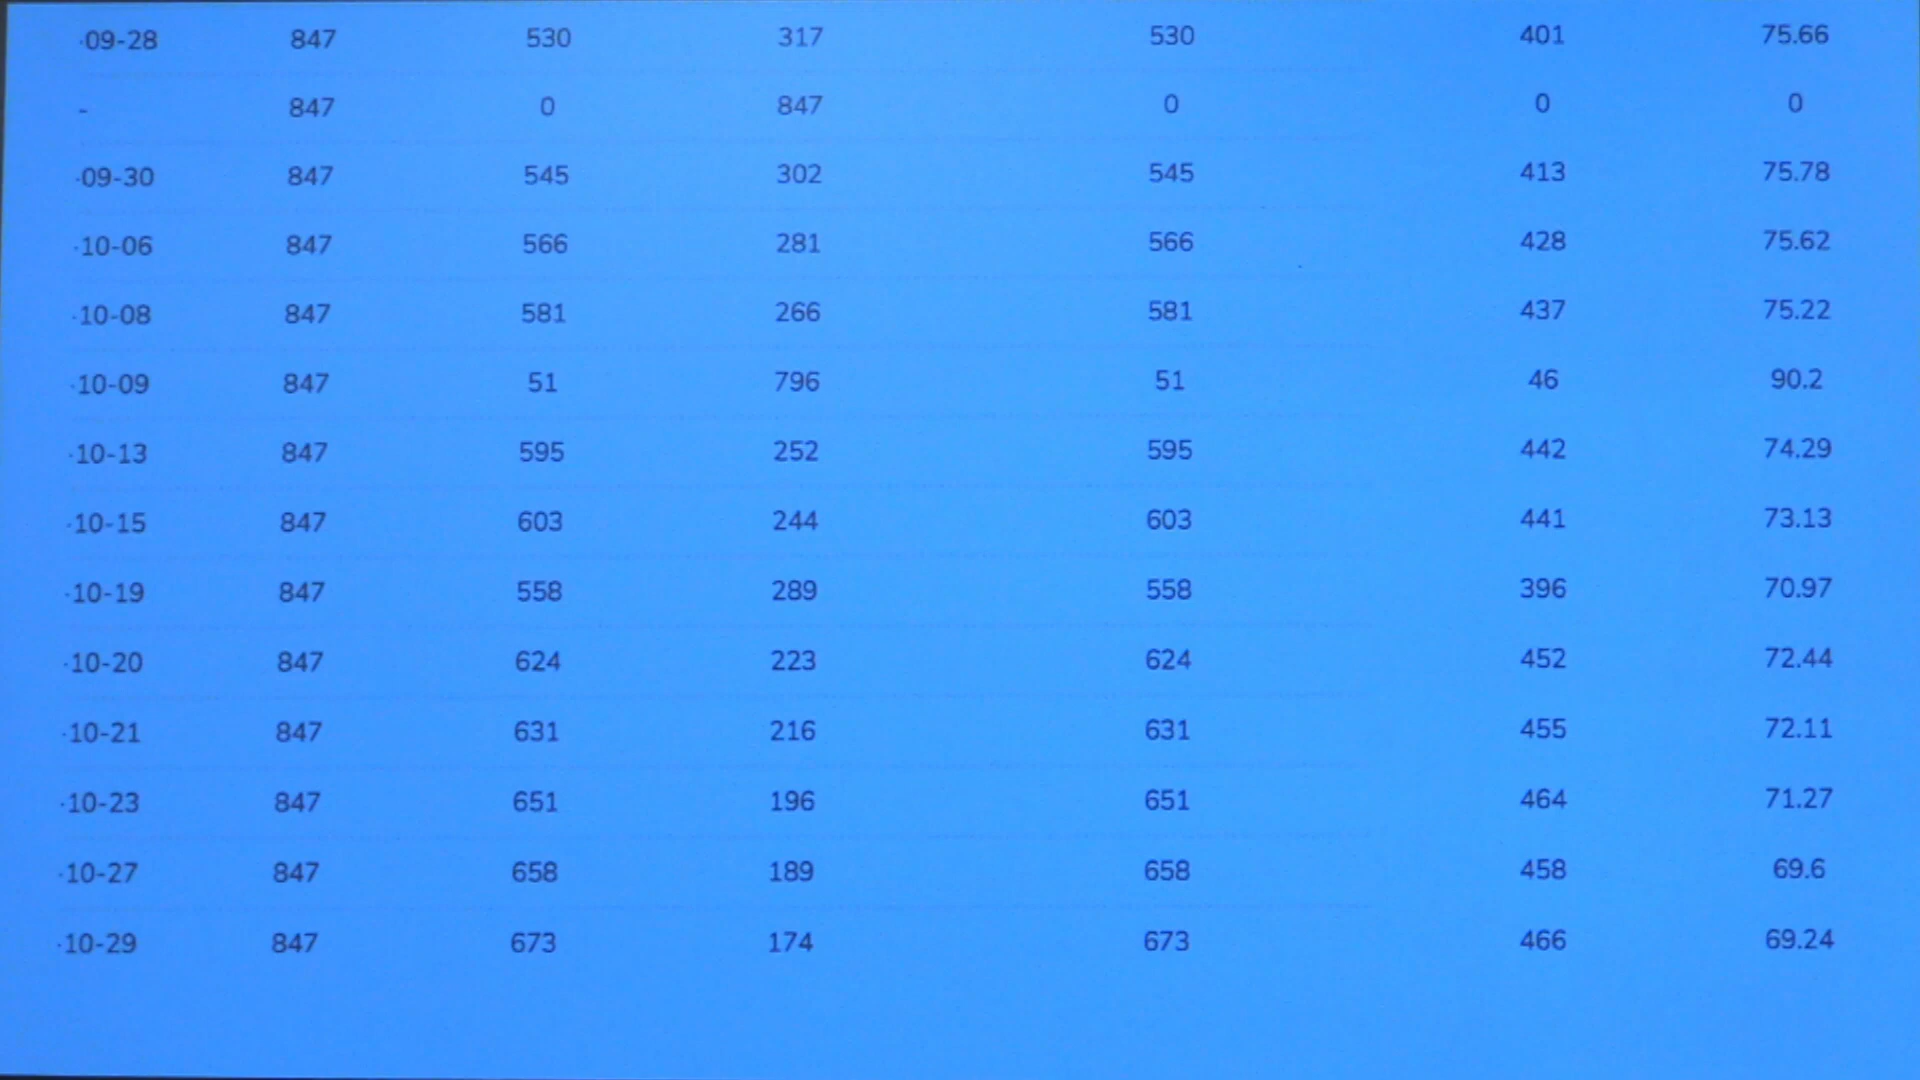 ·09-28 847 530 317 530 401 75.66
- 847 0 847 0 0 0
·09-30 847 545 302 545 413 75.78
·10-06 847 566 281 566 428 75.62
·10-08 847 581 266 581 437 75.22
·10-09 847 51 796 51 46 90.2
·10-13 847 595 252 595 442 74.29
·10-15 847 603 244 603 441 73.13
·10-19 847 558 289 558 396 70.97
·10-20 847 624 223 624 452 72.44
·10-21 847 631 216 631 455 72.11
·10-23 847 651 196 651 464 71.27
·10-27 847 658 189 658 458 69.6
·10-29 847 673 174 673 466 69.24